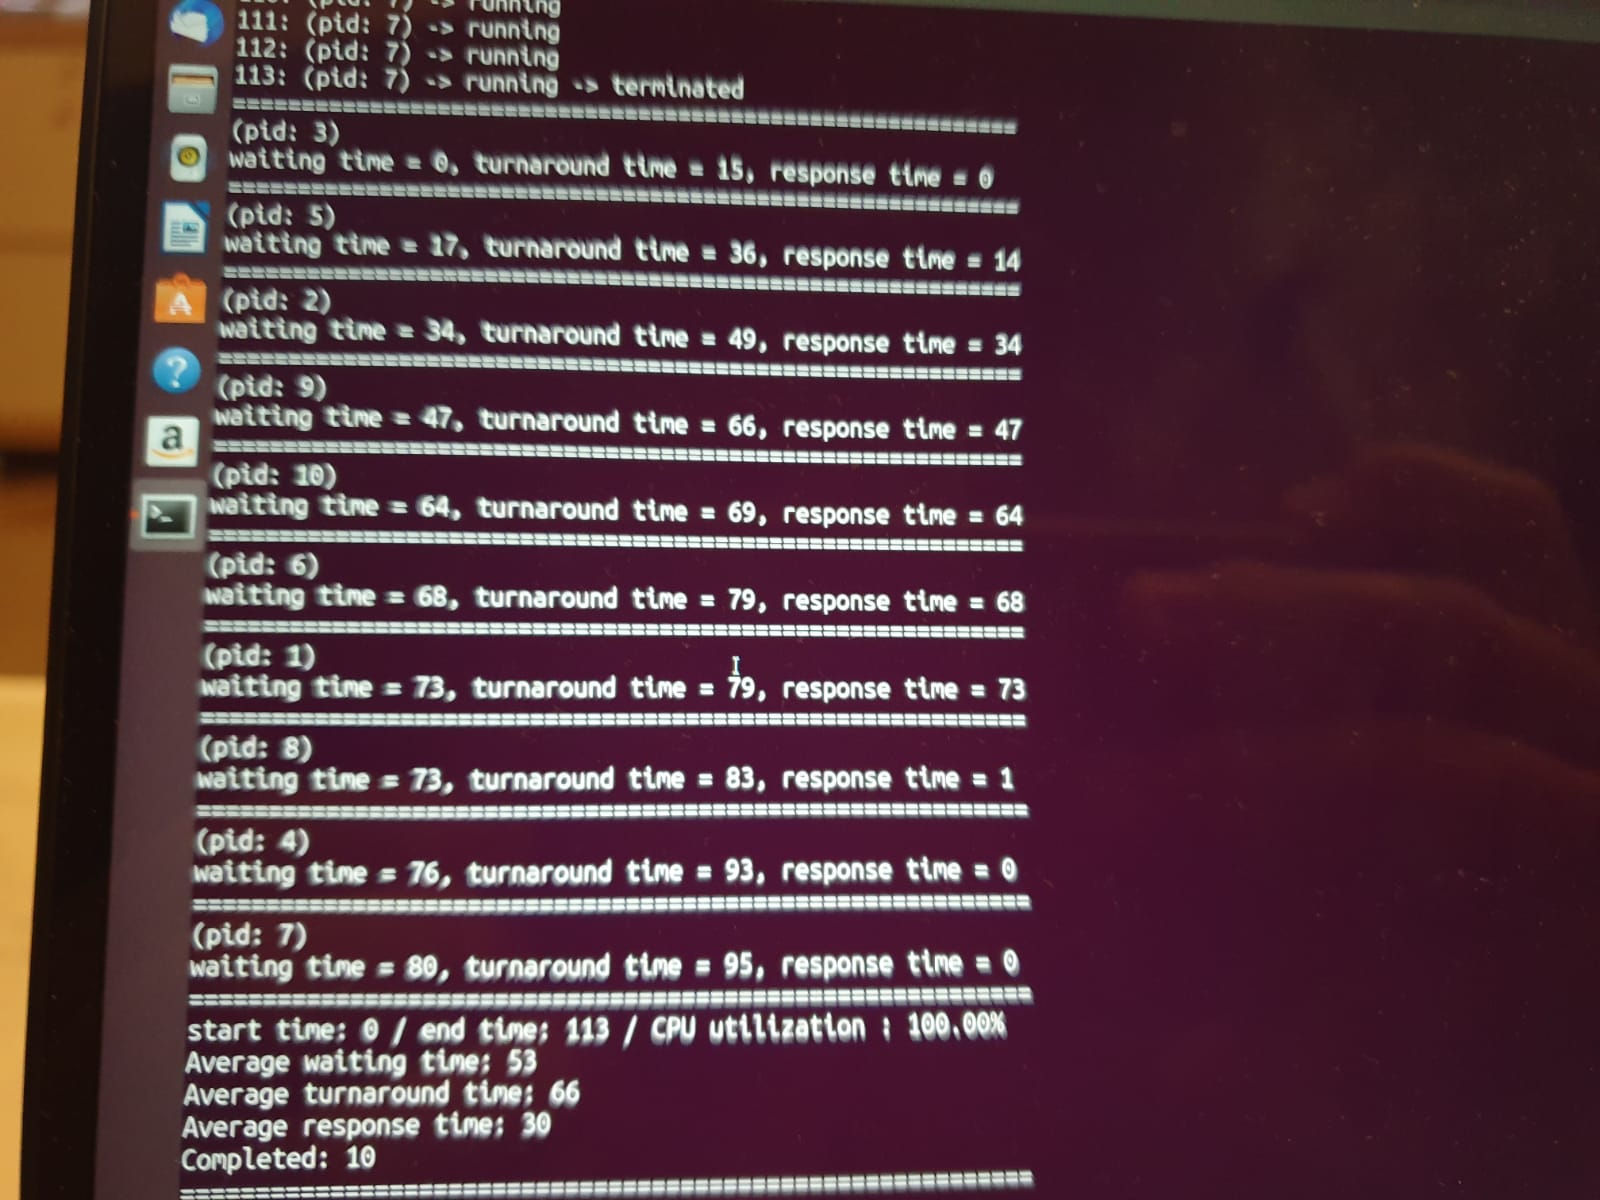 110: (pid: 7) -> running
111: (pid: 7) -> running
112: (pid: 7) -> running
113: (pid: 7) -> running -> terminated
===============================================================
(pid: 3)
waiting time = 0, turnaround time = 15, response time = 0
===============================================================
(pid: 5)
waiting time = 17, turnaround time = 36, response time = 14
===============================================================
(pid: 2)
waiting time = 34, turnaround time = 49, response time = 34
===============================================================
(pid: 9)
waiting time = 47, turnaround time = 66, response time = 47
===============================================================
(pid: 10)
waiting time = 64, turnaround time = 69, response time = 64
===============================================================
(pid: 6)
waiting time = 68, turnaround time = 79, response time = 68
===============================================================
(pid: 1)
waiting time = 73, turnaround time = 79, response time = 73
===============================================================
(pid: 8)
waiting time = 73, turnaround time = 83, response time = 1
===============================================================
(pid: 4)
waiting time = 76, turnaround time = 93, response time = 0
===============================================================
(pid: 7)
waiting time = 80, turnaround time = 95, response time = 0
===============================================================
start time: 0 / end time: 113 / CPU utilization : 100.00%
Average waiting time: 53
Average turnaround time: 66
Average response time: 30
Completed: 10
===============================================================